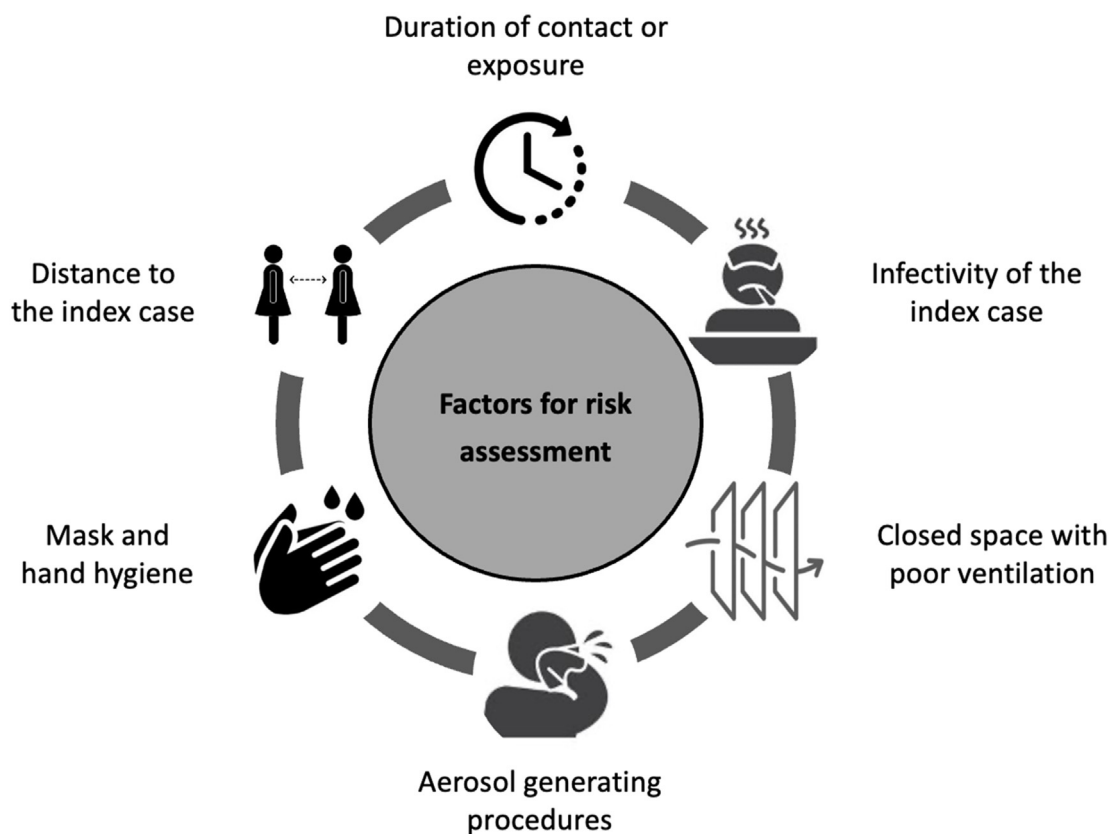 Duration of contact or
exposure
Infectivity of the
index case
Closed space with
poor ventilation
Aerosol generating
procedures
Mask and
hand hygiene
Distance to
the index case
Factors for risk
assessment